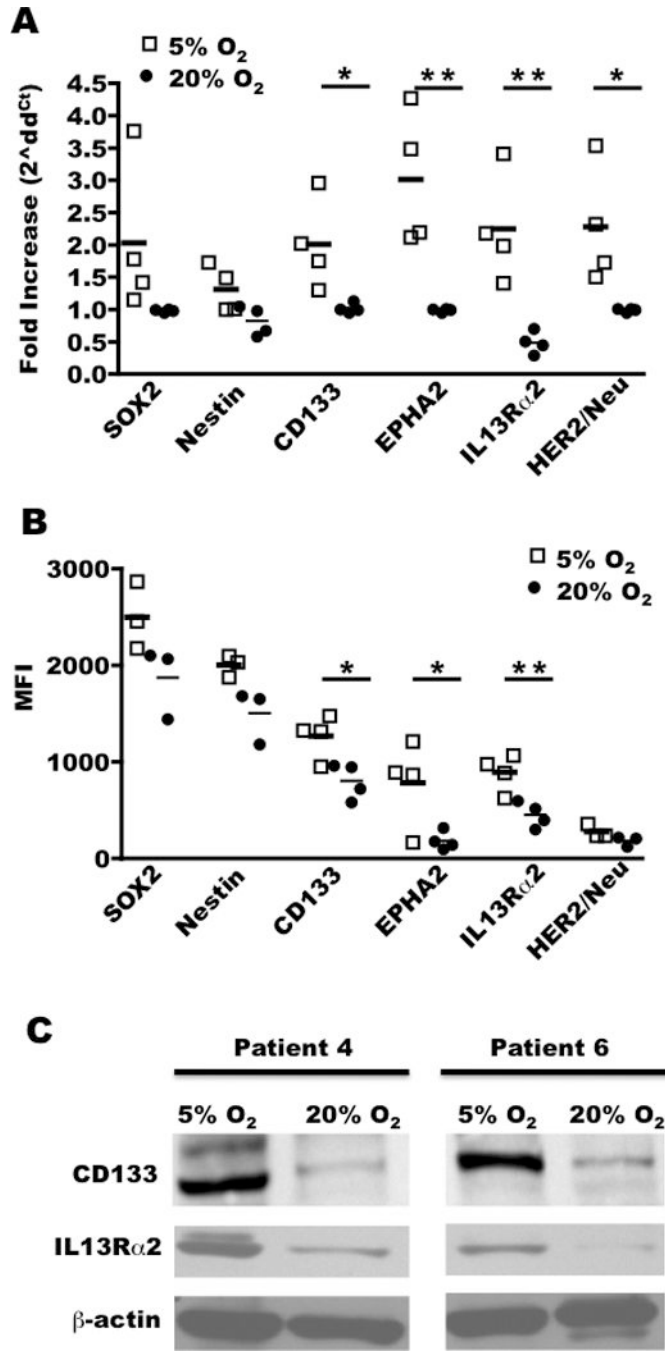 A
5% O₂
20% O₂
* ** ** *
Fold Increase (2^ddCt)
4.5
4.0
3.5
3.0
2.5
2.0
1.5
1.0
0.5
0.0
SOX2
Nestin
CD133
EPHA2
IL13Rα2
HER2/Neu
B
5% O₂
20% O₂
* * **
MFI
3000
2000
1000
0
SOX2
Nestin
CD133
EPHA2
IL13Rα2
HER2/Neu
C
Patient 4 Patient 6
5% O₂ 20% O₂ 5% O₂ 20% O₂
CD133
IL13Rα2
β-actin